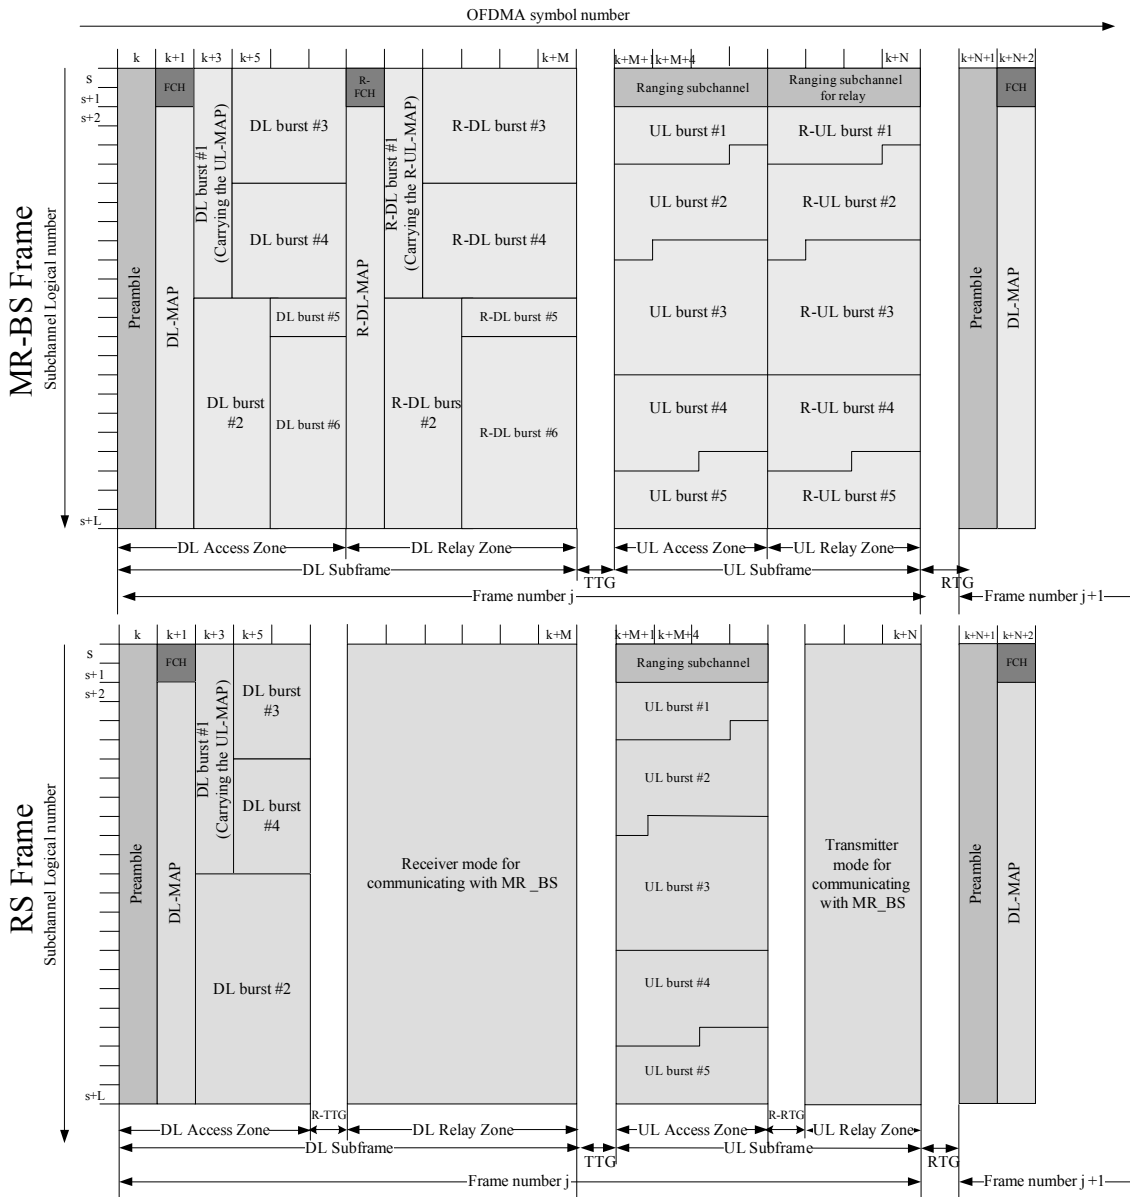 OFDMA symbol number
k k+1 k+3 k+5 k+M k+M+1 k+M+4 k+N k+N+1 k+N+2
MR-BS Frame
Subchannel Logical number
s
s+1
s+2
s+L
Preamble
FCH
DL-MAP
DL burst #1
(Carrying the UL-MAP)
DL burst #3
DL burst #4
DL burst
#2
DL burst #5
DL burst #6
R-
FCH
R-DL-MAP
R-DL burst #1
(Carrying the R-UL-MAP)
R-DL burst #3
R-DL burst #4
R-DL burs
#2
R-DL burst #5
R-DL burst #6
Ranging subchannel
UL burst #1
UL burst #2
UL burst #3
UL burst #4
UL burst #5
Ranging subchannel
for relay
R-UL burst #1
R-UL burst #2
R-UL burst #3
R-UL burst #4
R-UL burst #5
Preamble
FCH
DL-MAP
DL Access Zone DL Relay Zone UL Access Zone UL Relay Zone
DL Subframe TTG UL Subframe RTG
Frame number j Frame number j+1
k k+1 k+3 k+5 k+M k+M+1 k+M+4 k+N k+N+1 k+N+2
RS Frame
Subchannel Logical number
s
s+1
s+2
s+L
Preamble
FCH
DL-MAP
DL burst #1
(Carrying the UL-MAP)
DL burst
#3
DL burst
#4
DL burst #2
Receiver mode for
communicating with MR_BS
Ranging subchannel
UL burst #1
UL burst #2
UL burst #3
UL burst #4
UL burst #5
Transmitter
mode for
communicating
with MR_BS
Preamble
FCH
DL-MAP
R-TTG R-RTG
DL Access Zone DL Relay Zone UL Access Zone UL Relay Zone
DL Subframe TTG UL Subframe RTG
Frame number j Frame number j+1